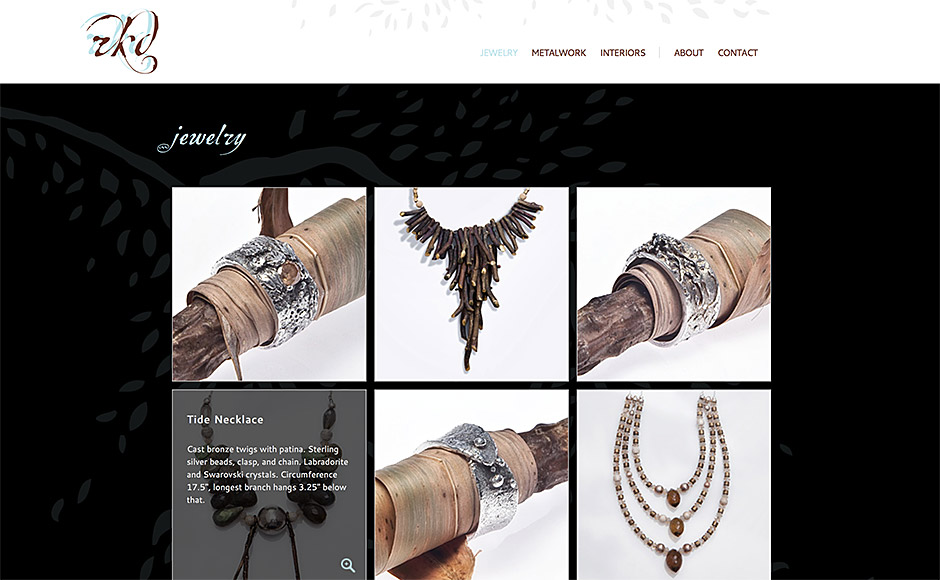 rkd
JEWELRY METALWORK INTERIORS ABOUT CONTACT
jewelry
Tide Necklace
Cast bronze twigs with patina. Sterling
silver beads, clasp, and chain. Labradorite
and Swarovski crystals. Circumference
17.5", longest branch hangs 3.25" below
that.